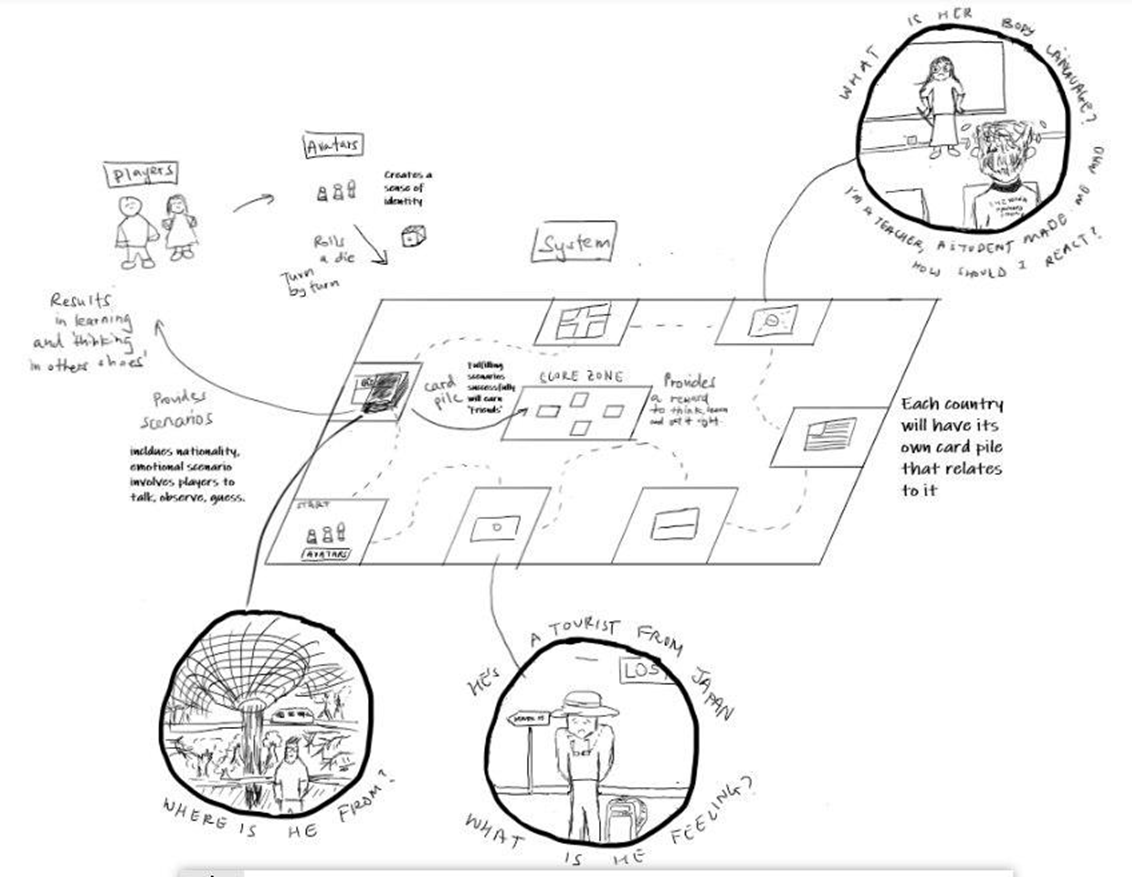 WHAT IS HER BODY LANGUAGE?
I'M A TEACHER, A STUDENT MADE ME MAD
HOW SHOULD I REACT?
Avatars
Players
Creates a
sense of
identity
Rolls
a die
Turn
by turn
System
Results
in learning
and 'thinking
in others shoes'
card
pile
Fulfilling
scenarios
successfully
will earn
'Friends'
SCORE ZONE
Provides
a reward
to think, learn
and get it right.
Provides
scenarios
includes nationality,
emotional scenario
involves players to
talk, observe, guess.
Each country
will have its
own card pile
that relates
to it
START
AVATARS
HE'S A TOURIST FROM JAPAN
LOST
WHAT IS HE FEELING?
WHERE IS HE FROM?